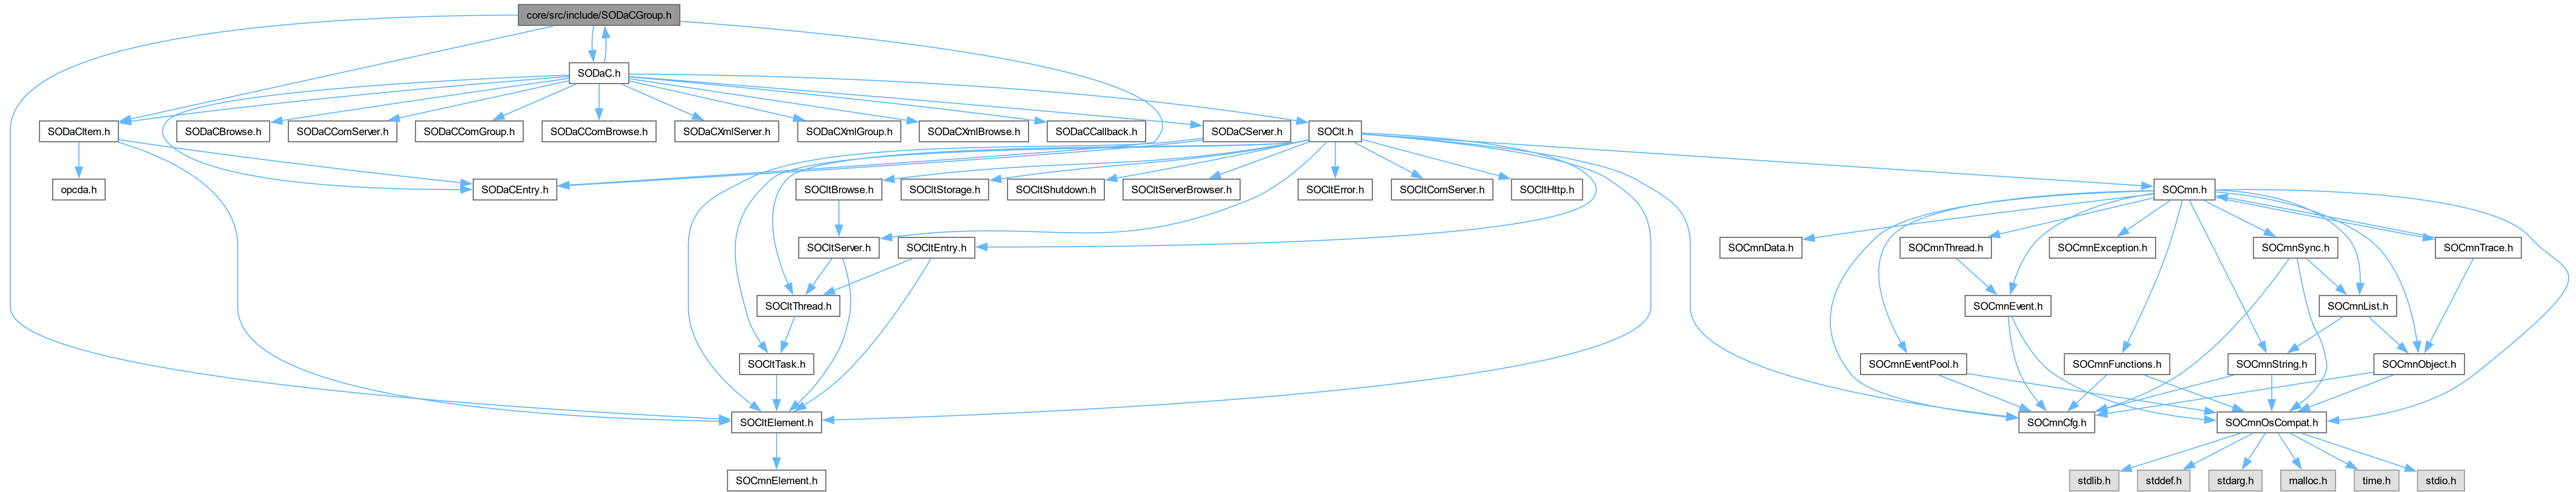 core/src/include/SODaCGroup.h
SODaC.h
SODaCItem.h
SODaCBrowse.h
SODaCComServer.h
SODaCComGroup.h
SODaCComBrowse.h
SODaCXmlServer.h
SODaCXmlGroup.h
SODaCXmlBrowse.h
SODaCCallback.h
SODaCServer.h
SOClt.h
opcda.h
SODaCEntry.h
SOCltBrowse.h
SOCltStorage.h
SOCltShutdown.h
SOCltServerBrowser.h
SOCltError.h
SOCltComServer.h
SOCltHttp.h
SOCmn.h
SOCltServer.h
SOCltEntry.h
SOCmnData.h
SOCmnThread.h
SOCmnException.h
SOCmnSync.h
SOCmnTrace.h
SOCltThread.h
SOCmnEvent.h
SOCmnList.h
SOCltTask.h
SOCmnEventPool.h
SOCmnFunctions.h
SOCmnString.h
SOCmnObject.h
SOCltElement.h
SOCmnCfg.h
SOCmnOsCompat.h
SOCmnElement.h
stdlib.h
stddef.h
stdarg.h
malloc.h
time.h
stdio.h